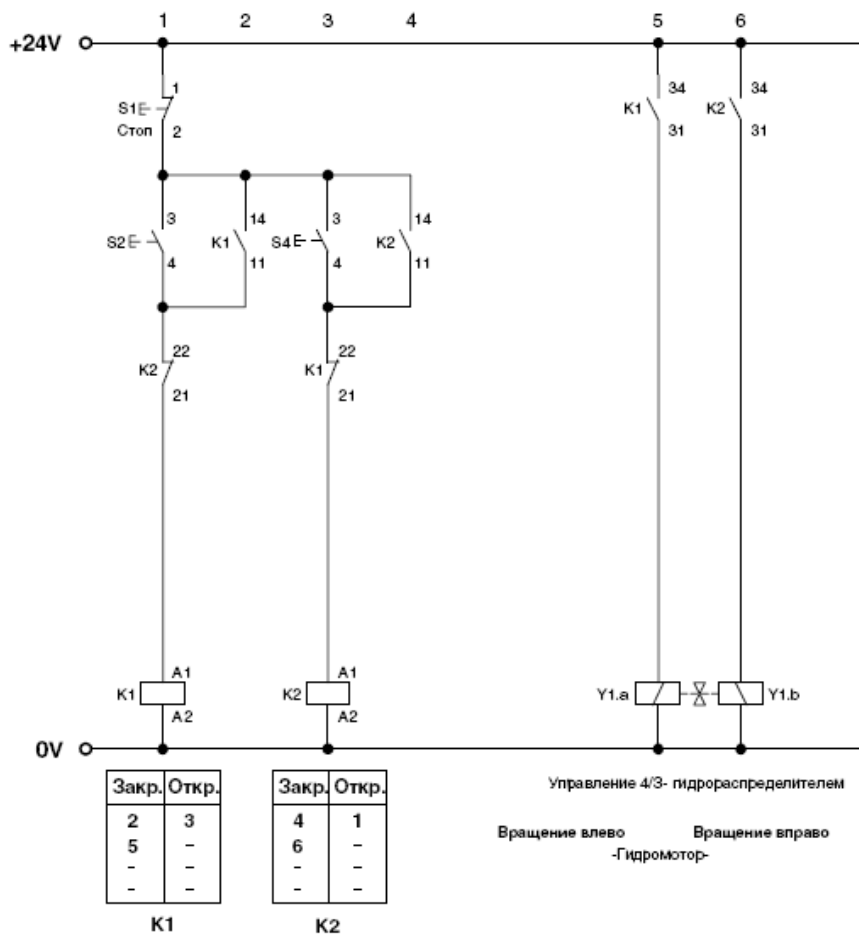 1 2 3 4 5 6
+24V
1 34 34
S1 K1 K2
Стоп 2 31 31
3 14 3 14
S2 K1 S4 K2
4 11 4 11
22 22
K2 K1
21 21
A1 A1
K1 K2 Y1.a Y1.b
A2 A2
0V
Закр. Откр. Закр. Откр.
2 3 4 1
5 – 6 –
– – – –
– – – –
K1 K2
Управление 4/3- гидрораспределителем
Вращение влево Вращение вправо
-Гидромотор-